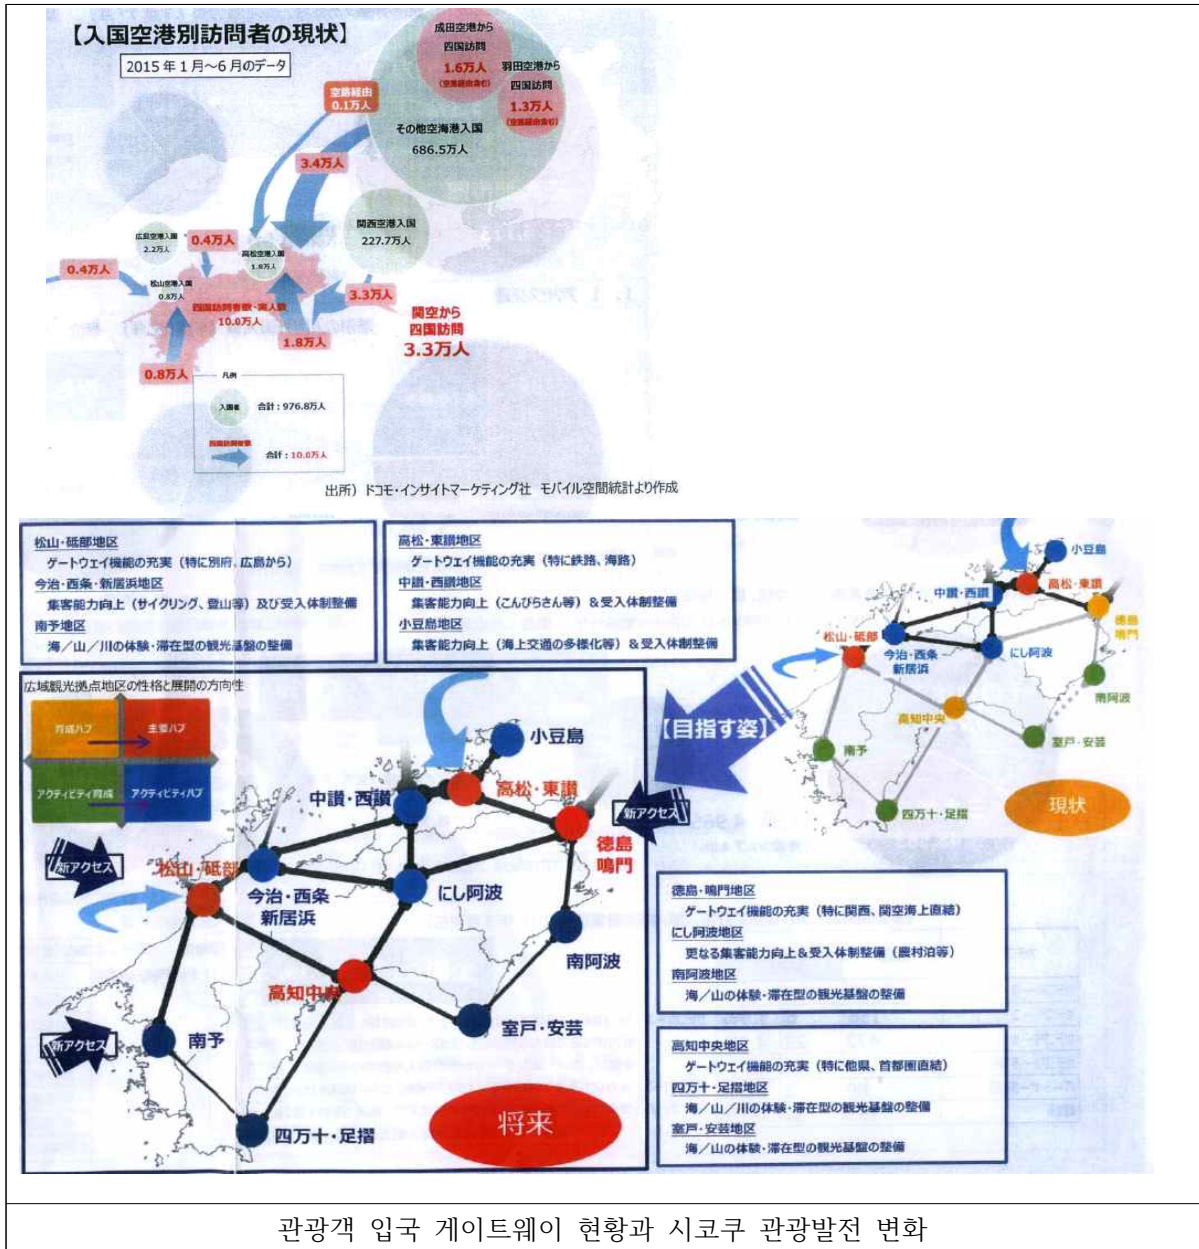 【入国空港別訪問者の現状】
2015年1月～6月のデータ
成田空港から
四国訪問
1.6万人
(空路経由含む)
羽田空港から
四国訪問
1.3万人
(空路経由含む)
空路経由
0.1万人
その他空海港入国
686.5万人
3.4万人
関西空港入国
227.7万人
広島空港入国
2.2万人
0.4万人
高松空港入国
1.8万人
0.4万人
松山空港入国
0.8万人
四国訪問者数・実人数
10.0万人
3.3万人
関空から
四国訪問
3.3万人
1.8万人
0.8万人
凡例
入国者
合計：976.8万人
四国訪問者数
合計：10.0万人
出所）ドコモ・インサイトマーケティング社 モバイル空間統計より作成
松山・砥部地区
ゲートウェイ機能の充実（特に別府、広島から）
今治・西条・新居浜地区
集客能力向上（サイクリング、登山等）及び受入体制整備
南予地区
海／山／川の体験・滞在型の観光基盤の整備
高松・東讃地区
ゲートウェイ機能の充実（特に鉄路、海路）
中讃・西讃地区
集客能力向上（こんぴらさん等）＆受入体制整備
小豆島地区
集客能力向上（海上交通の多様化等）＆受入体制整備
小豆島
高松・東讃
中讃・西讃
徳島
鳴門
松山・砥部
今治・西条
新居浜
にし阿波
南阿波
高知中央
室戸・安芸
南予
四万十・足摺
現状
【目指す姿】
広域観光拠点地区の性格と展開の方向性
育成ハブ
主要ハブ
アクティビティ育成
アクティビティハブ
小豆島
高松・東讃
中讃・西讃
新アクセス
徳島
鳴門
新アクセス
松山・砥部
今治・西条
新居浜
にし阿波
南阿波
高知中央
室戸・安芸
新アクセス
南予
四万十・足摺
将来
徳島・鳴門地区
ゲートウェイ機能の充実（特に関西、関空海上直結）
にし阿波地区
更なる集客能力向上＆受入体制整備（農村泊等）
南阿波地区
海／山の体験・滞在型の観光基盤の整備
高知中央地区
ゲートウェイ機能の充実（特に他県、首都圏直結）
四万十・足摺地区
海／山／川の体験・滞在型の観光基盤の整備
室戸・安芸地区
海／山の体験・滞在型の観光基盤の整備
관광객 입국 게이트웨이 현황과 시코쿠 관광발전 변화